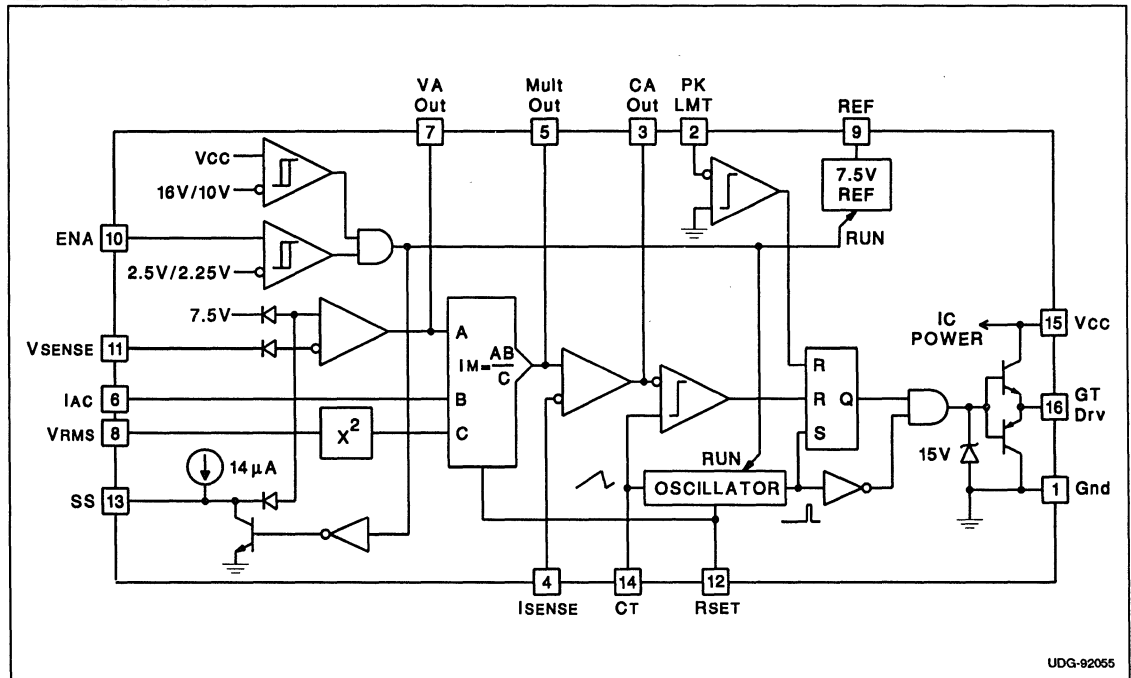 VA Out
7
Mult Out
5
CA Out
3
PK LMT
2
REF
9
VCC
16V/10V
7.5V REF
ENA
10
RUN
2.5V/2.25V
7.5V
VSENSE
11
A
IM=AB/C
B
C
IAC
6
VRMS
8
X²
R
R
Q
S
IC POWER
15
VCC
16
GT Drv
15V
1
Gnd
14µA
SS
13
RUN
OSCILLATOR
4
ISENSE
14
CT
12
RSET
UDG-92055